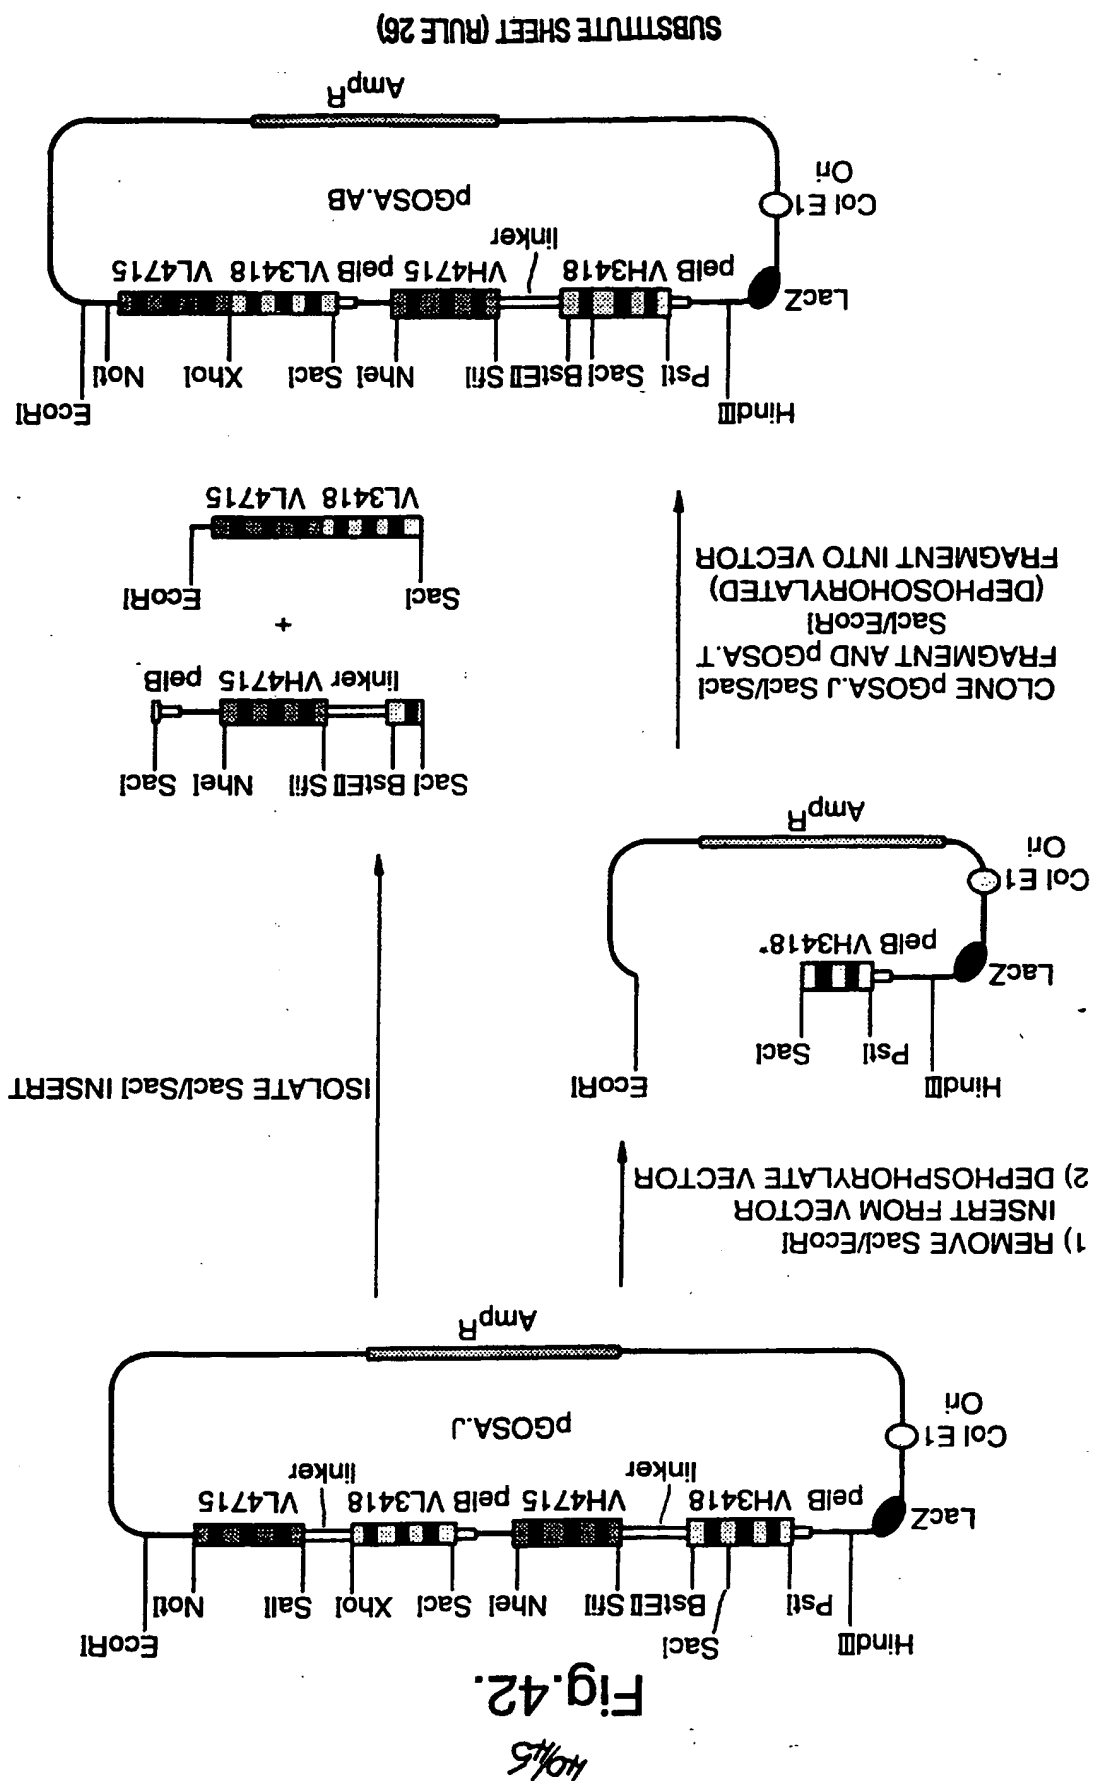 40/45
Fig.42.
HindIII PstI SacI BstEII SfiI NheI SacI XhoI SalI NotI EcoRI
LacZ pelB VH3418 linker VH4715 pelB VL3418 linker VL4715
Col E1
Ori
pGOSA.J
AmpR
1) REMOVE SacI/EcoRI
INSERT FROM VECTOR
2) DEPHOSPHORYLATE VECTOR
ISOLATE SacI/SacI INSERT
HindIII PstI SacI EcoRI
LacZ pelB VH3418*
Col E1
Ori
AmpR
SacI BstEII SfiI NheI SacI
linker VH4715 pelB
+
SacI EcoRI
VL3418 VL4715
CLONE pGOSA.J SacI/SacI
FRAGMENT AND pGOSA.T
SacI/EcoRI
(DEPHOSOHORYLATED)
FRAGMENT INTO VECTOR
HindIII PstI SacI BstEII SfiI NheI SacI XhoI NotI EcoRI
LacZ pelB VH3418 linker VH4715 pelB VL3418 VL4715
Col E1
Ori
pGOSA.AB
AmpR
SUBSTITUTE SHEET (RULE 26)